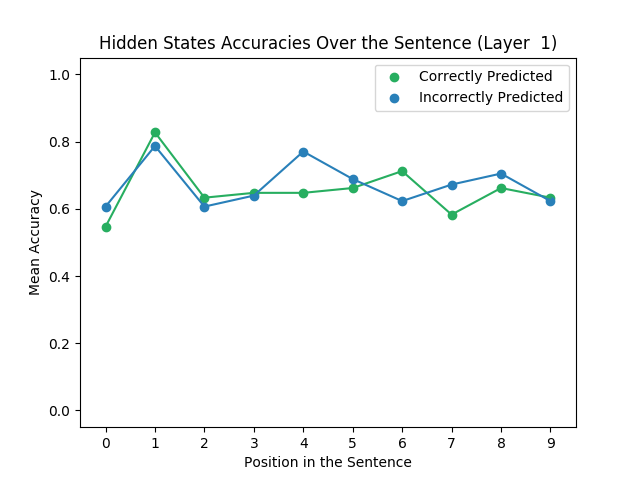 Hidden States Accuracies Over the Sentence (Layer  1)
Correctly Predicted
Incorrectly Predicted
1.0
0.8
0.6
0.4
0.2
0.0
Mean Accuracy
0 1 2 3 4 5 6 7 8 9
Position in the Sentence